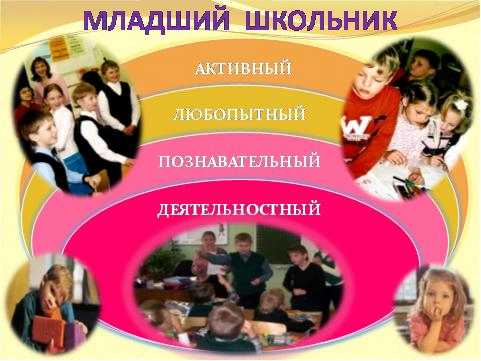 МЛАДШИЙ ШКОЛЬНИК
АКТИВНЫЙ
ЛЮБОПЫТНЫЙ
ПОЗНАВАТЕЛЬНЫЙ
ДЕЯТЕЛЬНОСТНЫЙ